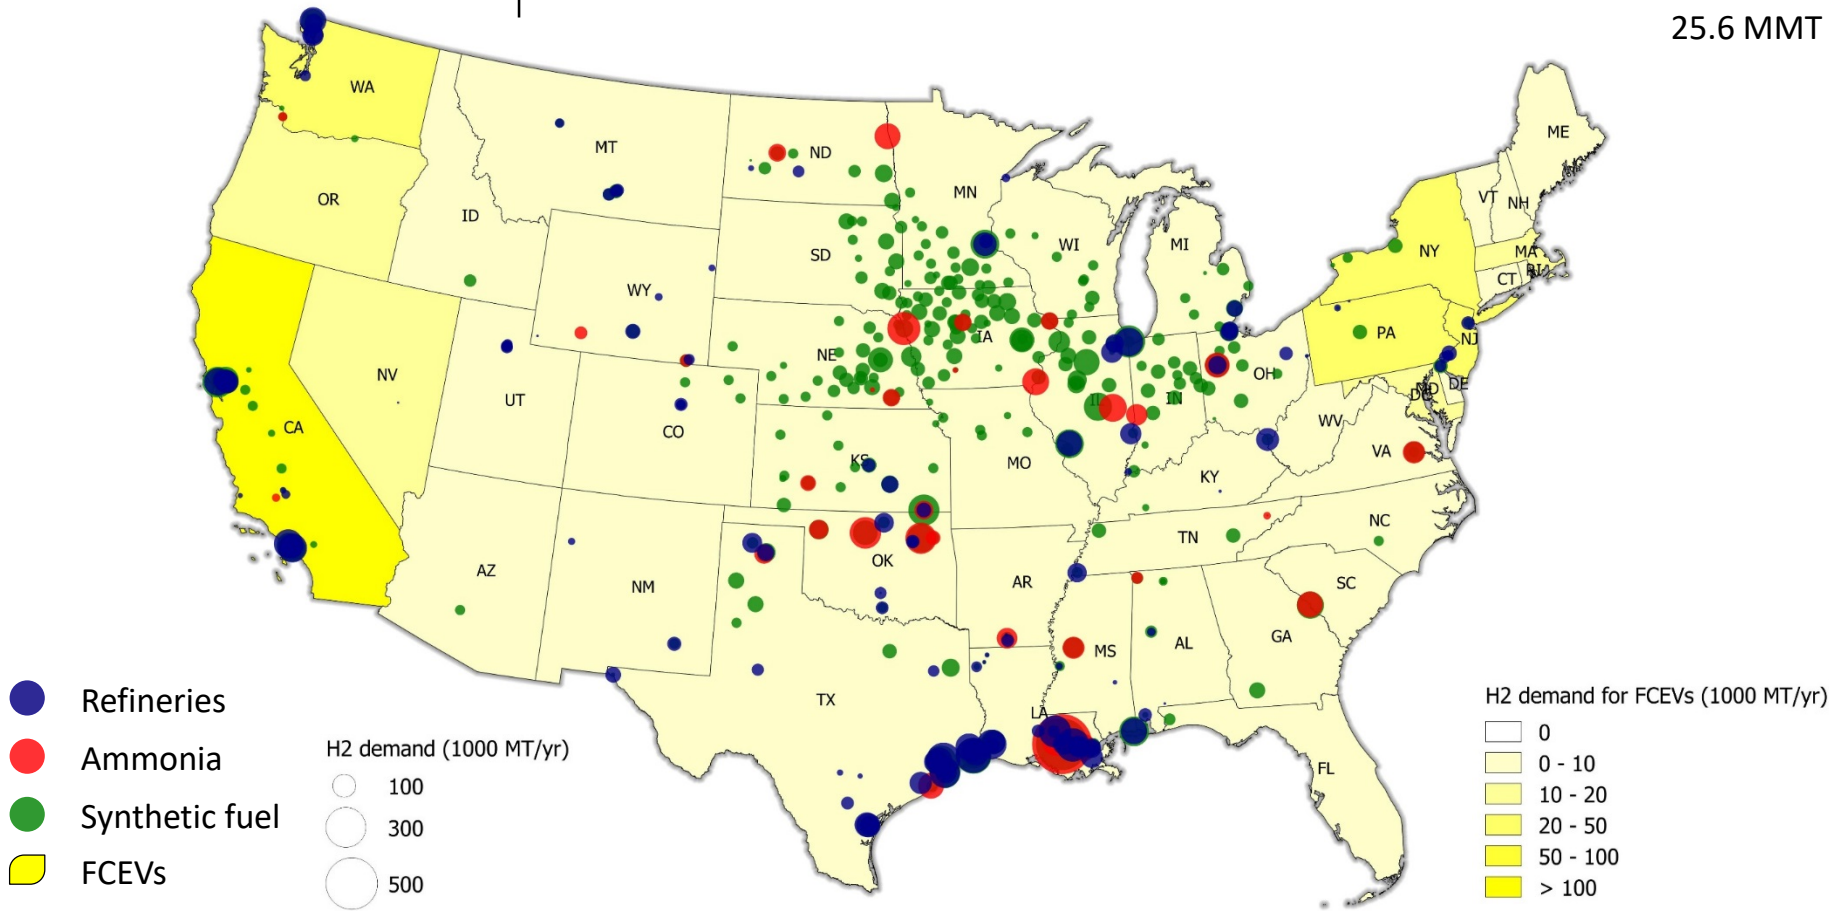 25.6 MMT
WA
MT
ND
MN
ME
OR
ID
SD
WI
MI
VT
NH
NY
MA
RI
CT
WY
NE
IA
PA
NJ
NV
UT
CO
CA
OH
IL
IN
MD
DC
DE
WV
VA
KS
MO
KY
AZ
NM
OK
AR
TN
NC
SC
MS
AL
GA
TX
LA
FL
Refineries
Ammonia
Synthetic fuel
FCEVs
H2 demand (1000 MT/yr)
100
300
500
H2 demand for FCEVs (1000 MT/yr)
0
0 - 10
10 - 20
20 - 50
50 - 100
> 100